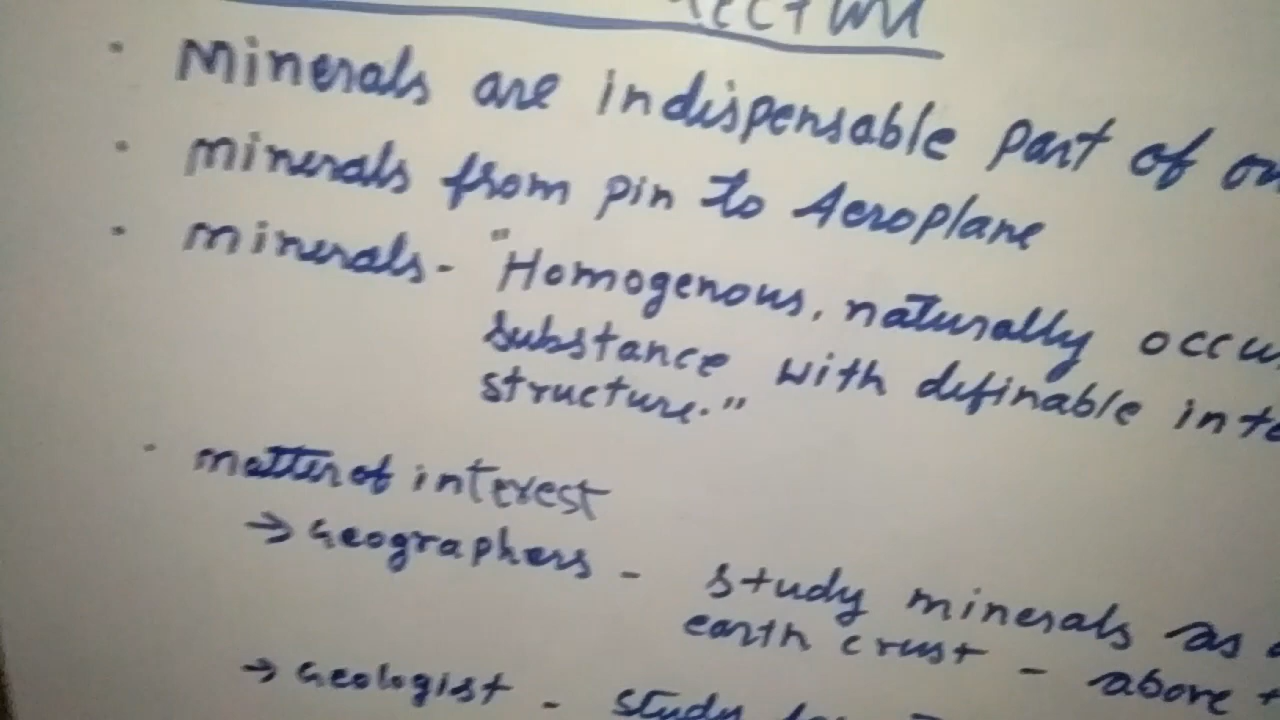 Minerals are indispensable part of
minerals from pin to Aeroplane
minerals - "Homogenous, naturally
substance with definable
structure."
matter of interest
→ Geographers - study minerals as
earth crust - above
→ Geologist - study